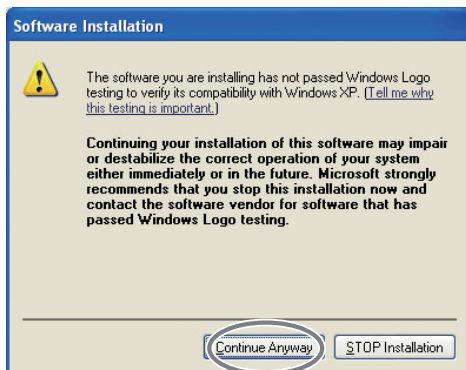 Software Installation
The software you are installing has not passed Windows Logo
testing to verify its compatibility with Windows XP. (Tell me why
this testing is important.)
Continuing your installation of this software may impair
or destabilize the correct operation of your system
either immediately or in the future. Microsoft strongly
recommends that you stop this installation now and
contact the software vendor for software that has
passed Windows Logo testing.
Continue Anyway
STOP Installation